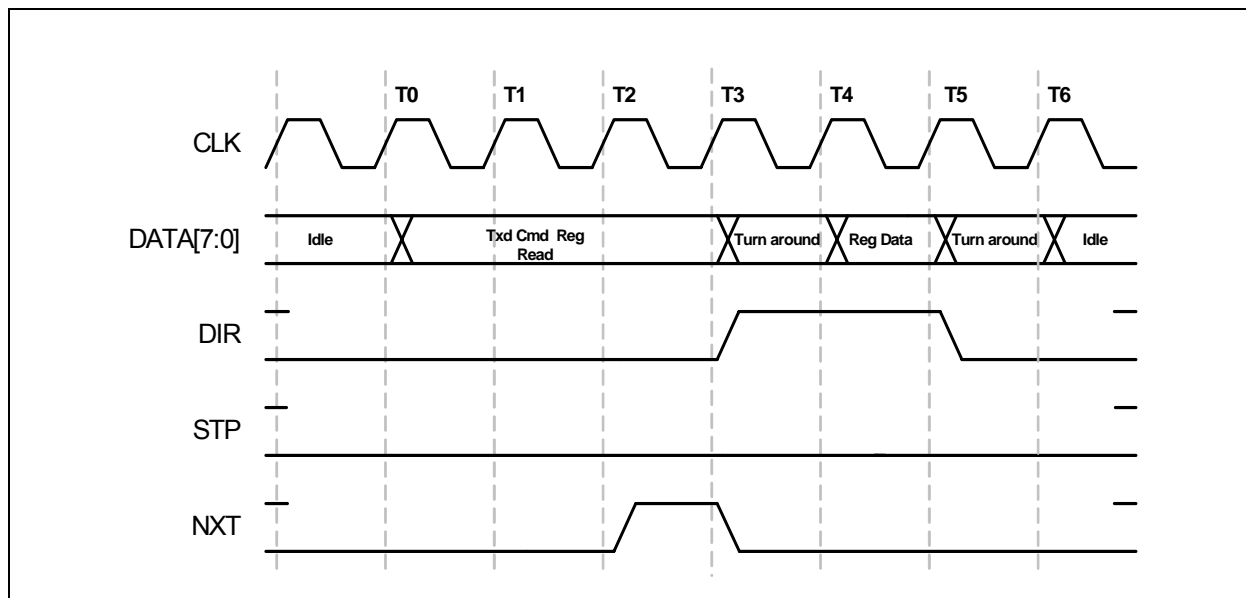 T0 T1 T2 T3 T4 T5 T6
CLK
DATA[7:0]
Idle
Txd Cmd Reg
Read
Turn around
Reg Data
Turn around
Idle
DIR
STP
NXT